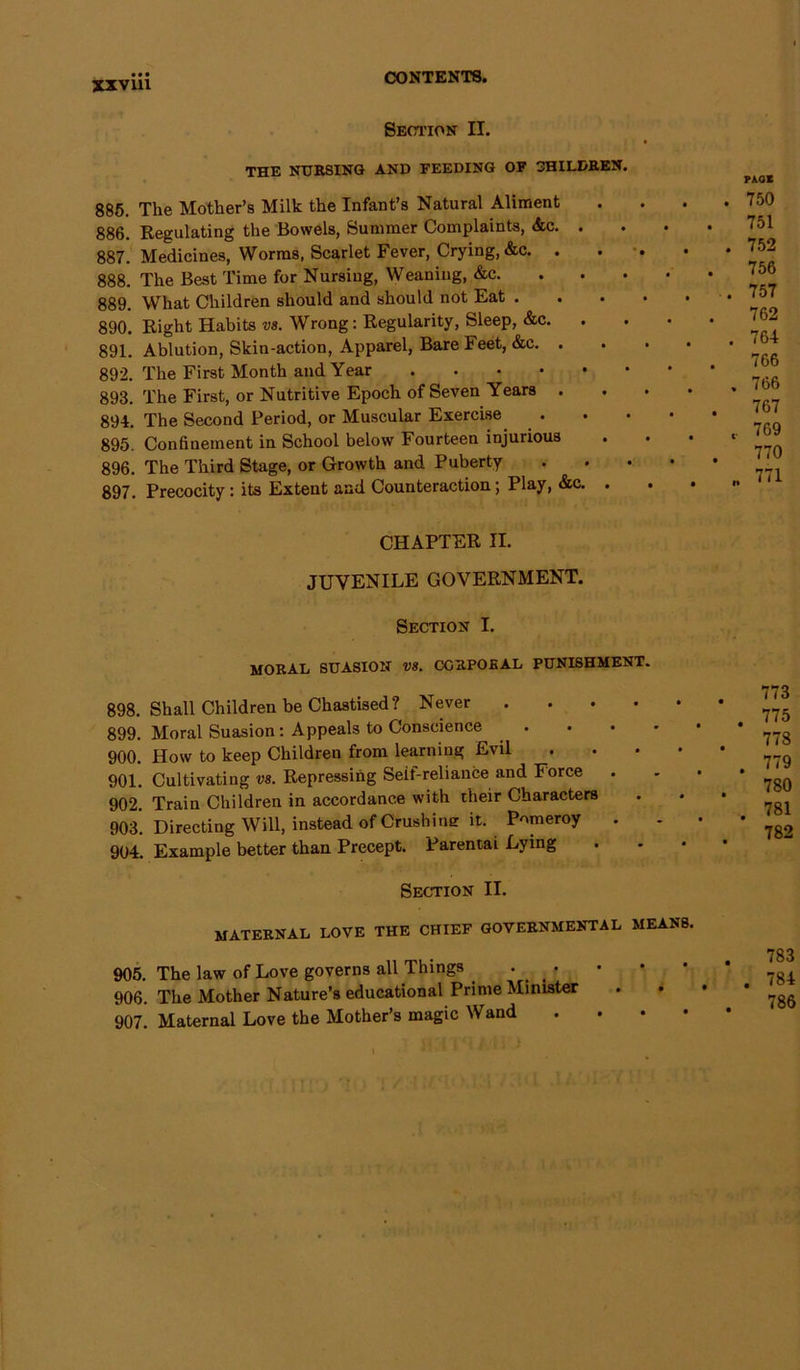 xxviii CONTENTS.
Section II.
THE NURSING AND FEEDING OF CHILDREN.
PAGE
885. The Mother's Milk the Infant's Natural Aliment . . . . 750
886. Regulating the Bowels, Summer Complaints, &c. . . . . 751
887. Medicines, Worms, Scarlet Fever, Crying, &c. . . . . . 752
888. The Best Time for Nursing, Weaning, &c. . . . . . 756
889. What Children should and should not Eat . . . . . . 757
890. Right Habits vs. Wrong: Regularity, Sleep, &c. . . . . 762
891. Ablution, Skin-action, Apparel, Bare Feet, &c. . . . . . 764
892. The First Month and Year . . . . . . . . 766
893. The First, or Nutritive Epoch of Seven Years . . . . . 766
894. The Second Period, or Muscular Exercise . . . . . 767
895. Confinement in School below Fourteen injurious . . . . 769
896. The Third Stage, or Growth and Puberty . . . . . 770
897. Precocity: its Extent and Counteraction; Play, &c. . . . . 771
CHAPTER II.
JUVENILE GOVERNMENT.
Section I.
MORAL SUASION vs. CORPORAL PUNISHMENT.
898. Shall Children be Chastised? Never . . . . . . 773
899. Moral Suasion: Appeals to Conscience . . . . . . 775
900. How to keep Children from learning Evil . . . . . 778
901. Cultivating vs. Repressing Self-reliance and Force . . . . 779
902. Train Children in accordance with their Characters . . . 780
903. Directing Will, instead of Crushing it. Pomeroy . . . . 781
904. Example better than Precept. Parental Lying . . . . 782
Section II.
MATERNAL LOVE THE CHIEF GOVERNMENTAL MEANS.
905. The law of Love governs all Things . . . . . . 783
906. The Mother Nature's educational Prime Minister . . . . 784
907. Maternal Love the Mother's magic Wand . . . . . 786